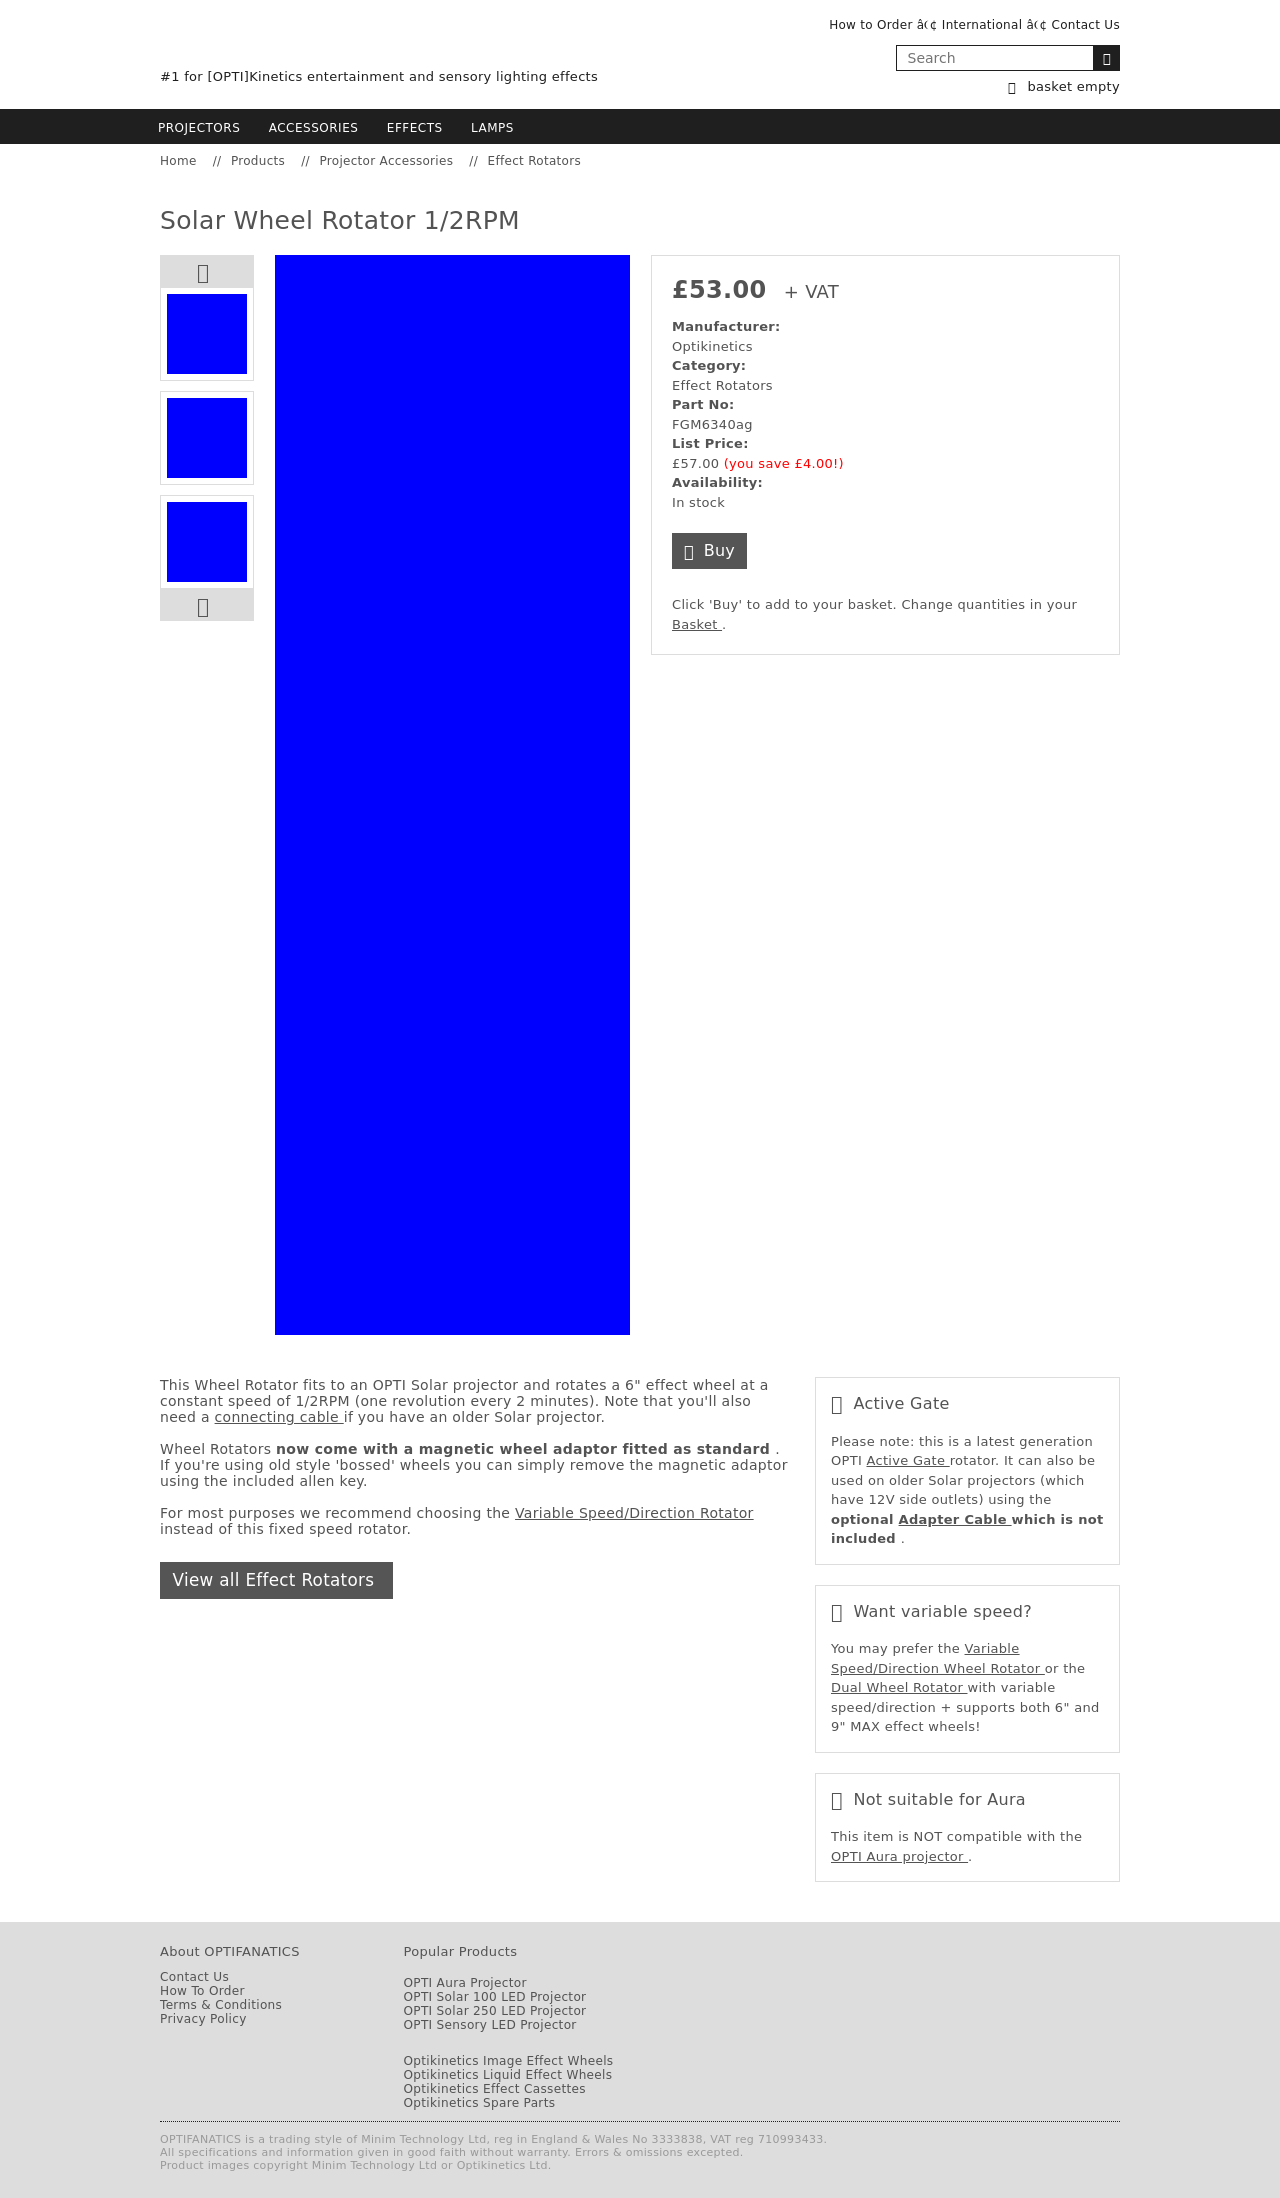 How to Order â€¢ International â€¢ Contact Us
Search
#1 for [OPTI]Kinetics entertainment and sensory lighting effects
basket empty
PROJECTORS ACCESSORIES EFFECTS LAMPS
Home // Products // Projector Accessories // Effect Rotators
Solar Wheel Rotator 1/2RPM
£53.00 + VAT
Manufacturer:
Optikinetics
Category:
Effect Rotators
Part No:
FGM6340ag
List Price:
£57.00 (you save £4.00!)
Availability:
In stock
Buy
Click 'Buy' to add to your basket. Change quantities in your
Basket .
This Wheel Rotator fits to an OPTI Solar projector and rotates a 6" effect wheel at a
constant speed of 1/2RPM (one revolution every 2 minutes). Note that you'll also
need a connecting cable if you have an older Solar projector.
Wheel Rotators now come with a magnetic wheel adaptor fitted as standard .
If you're using old style 'bossed' wheels you can simply remove the magnetic adaptor
using the included allen key.
For most purposes we recommend choosing the Variable Speed/Direction Rotator
instead of this fixed speed rotator.
View all Effect Rotators
Active Gate
Please note: this is a latest generation
OPTI Active Gate rotator. It can also be
used on older Solar projectors (which
have 12V side outlets) using the
optional Adapter Cable which is not
included .
Want variable speed?
You may prefer the Variable
Speed/Direction Wheel Rotator or the
Dual Wheel Rotator with variable
speed/direction + supports both 6" and
9" MAX effect wheels!
Not suitable for Aura
This item is NOT compatible with the
OPTI Aura projector .
About OPTIFANATICS
Contact Us
How To Order
Terms & Conditions
Privacy Policy
Popular Products
OPTI Aura Projector
OPTI Solar 100 LED Projector
OPTI Solar 250 LED Projector
OPTI Sensory LED Projector
Optikinetics Image Effect Wheels
Optikinetics Liquid Effect Wheels
Optikinetics Effect Cassettes
Optikinetics Spare Parts
OPTIFANATICS is a trading style of Minim Technology Ltd, reg in England & Wales No 3333838, VAT reg 710993433.
All specifications and information given in good faith without warranty. Errors & omissions excepted.
Product images copyright Minim Technology Ltd or Optikinetics Ltd.